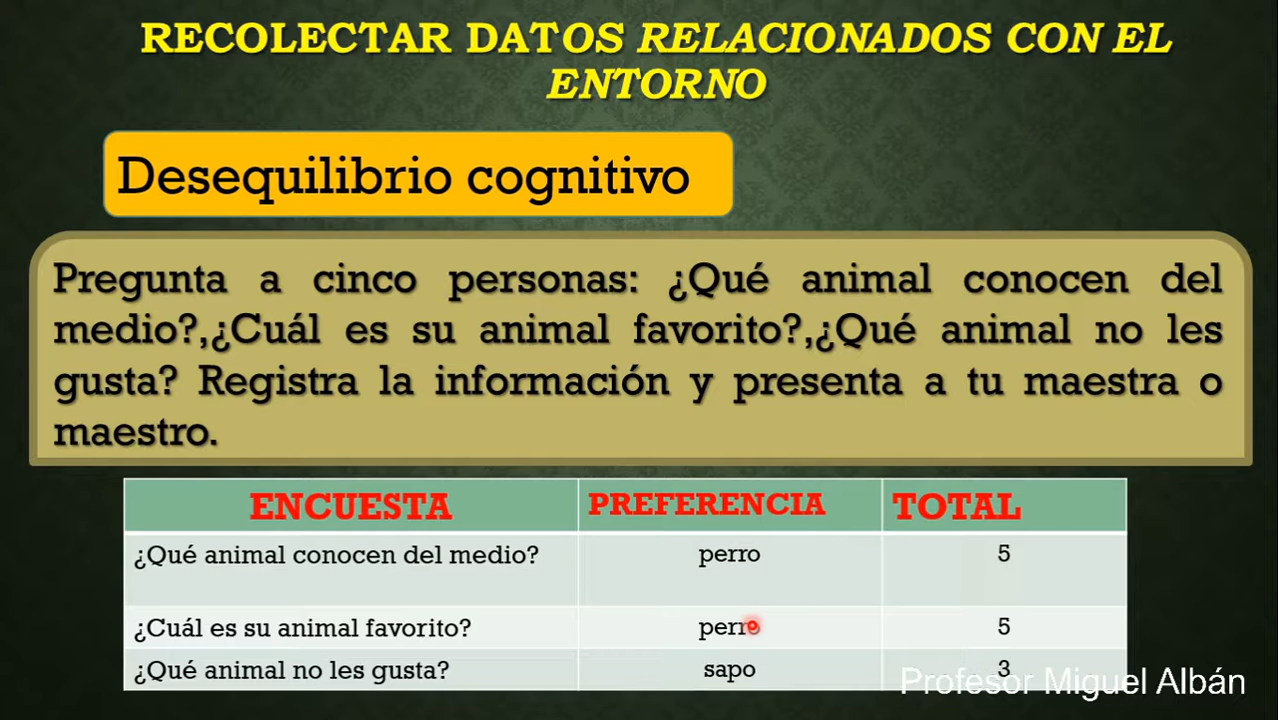 RECOLECTAR DATOS RELACIONADOS CON EL
ENTORNO
Desequilibrio cognitivo
Pregunta a cinco personas: ¿Qué animal conocen del
medio?,¿Cuál es su animal favorito?,¿Qué animal no les
gusta? Registra la información y presenta a tu maestra o
maestro.
ENCUESTA PREFERENCIA TOTAL
¿Qué animal conocen del medio? perro 5
¿Cuál es su animal favorito? perro 5
¿Qué animal no les gusta? sapo 3
Profesor Miguel Albán